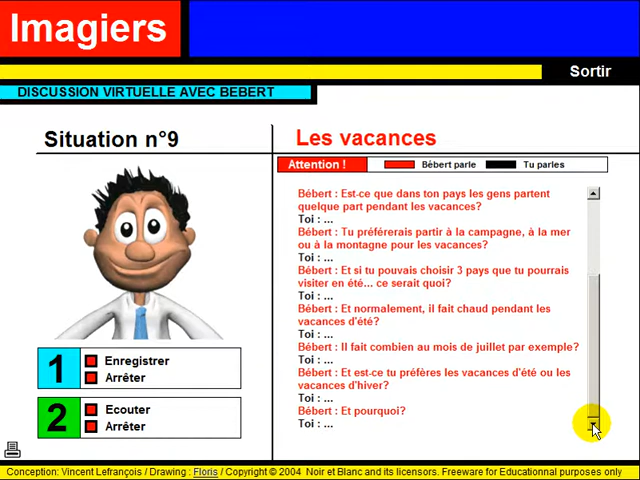 Imagiers
Sortir
DISCUSSION VIRTUELLE AVEC BEBERT
Situation n°9
Les vacances
Attention !
Bébert parle
Tu parles
Bébert : Est-ce que dans ton pays les gens partent
quelque part pendant les vacances?
Toi : ...
Bébert : Tu préférerais partir à la campagne, à la mer
ou à la montagne pour les vacances?
Toi : ...
Bébert : Et si tu pouvais choisir 3 pays que tu pourrais
visiter en été... ce serait quoi?
Toi : ...
Bébert : Et normalement, il fait chaud pendant les
vacances d'été?
Toi : ...
Bébert : Il fait combien au mois de juillet par exemple?
Toi : ...
Bébert : Et est-ce tu préfères les vacances d'été ou les
vacances d'hiver?
Toi : ...
Bébert : Et pourquoi?
Toi : ...
1
Enregistrer
Arrêter
2
Ecouter
Arrêter
Conception: Vincent Lefrançois / Drawing : Floris / Copyright © 2004 Noir et Blanc and its licensors. Freeware for Educationnal purposes only